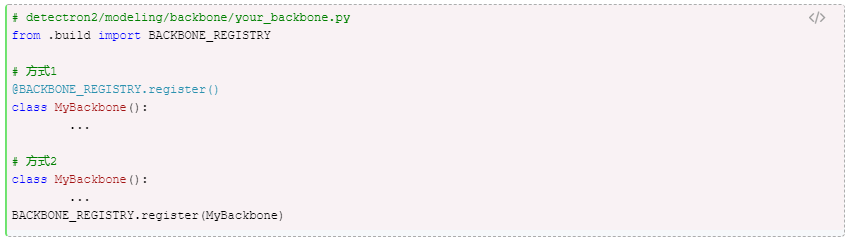 # detectron2/modeling/backbone/your_backbone.py
from .build import BACKBONE_REGISTRY
# 方式1
@BACKBONE_REGISTRY.register()
class MyBackbone():
...
# 方式2
class MyBackbone():
...
BACKBONE_REGISTRY.register(MyBackbone)